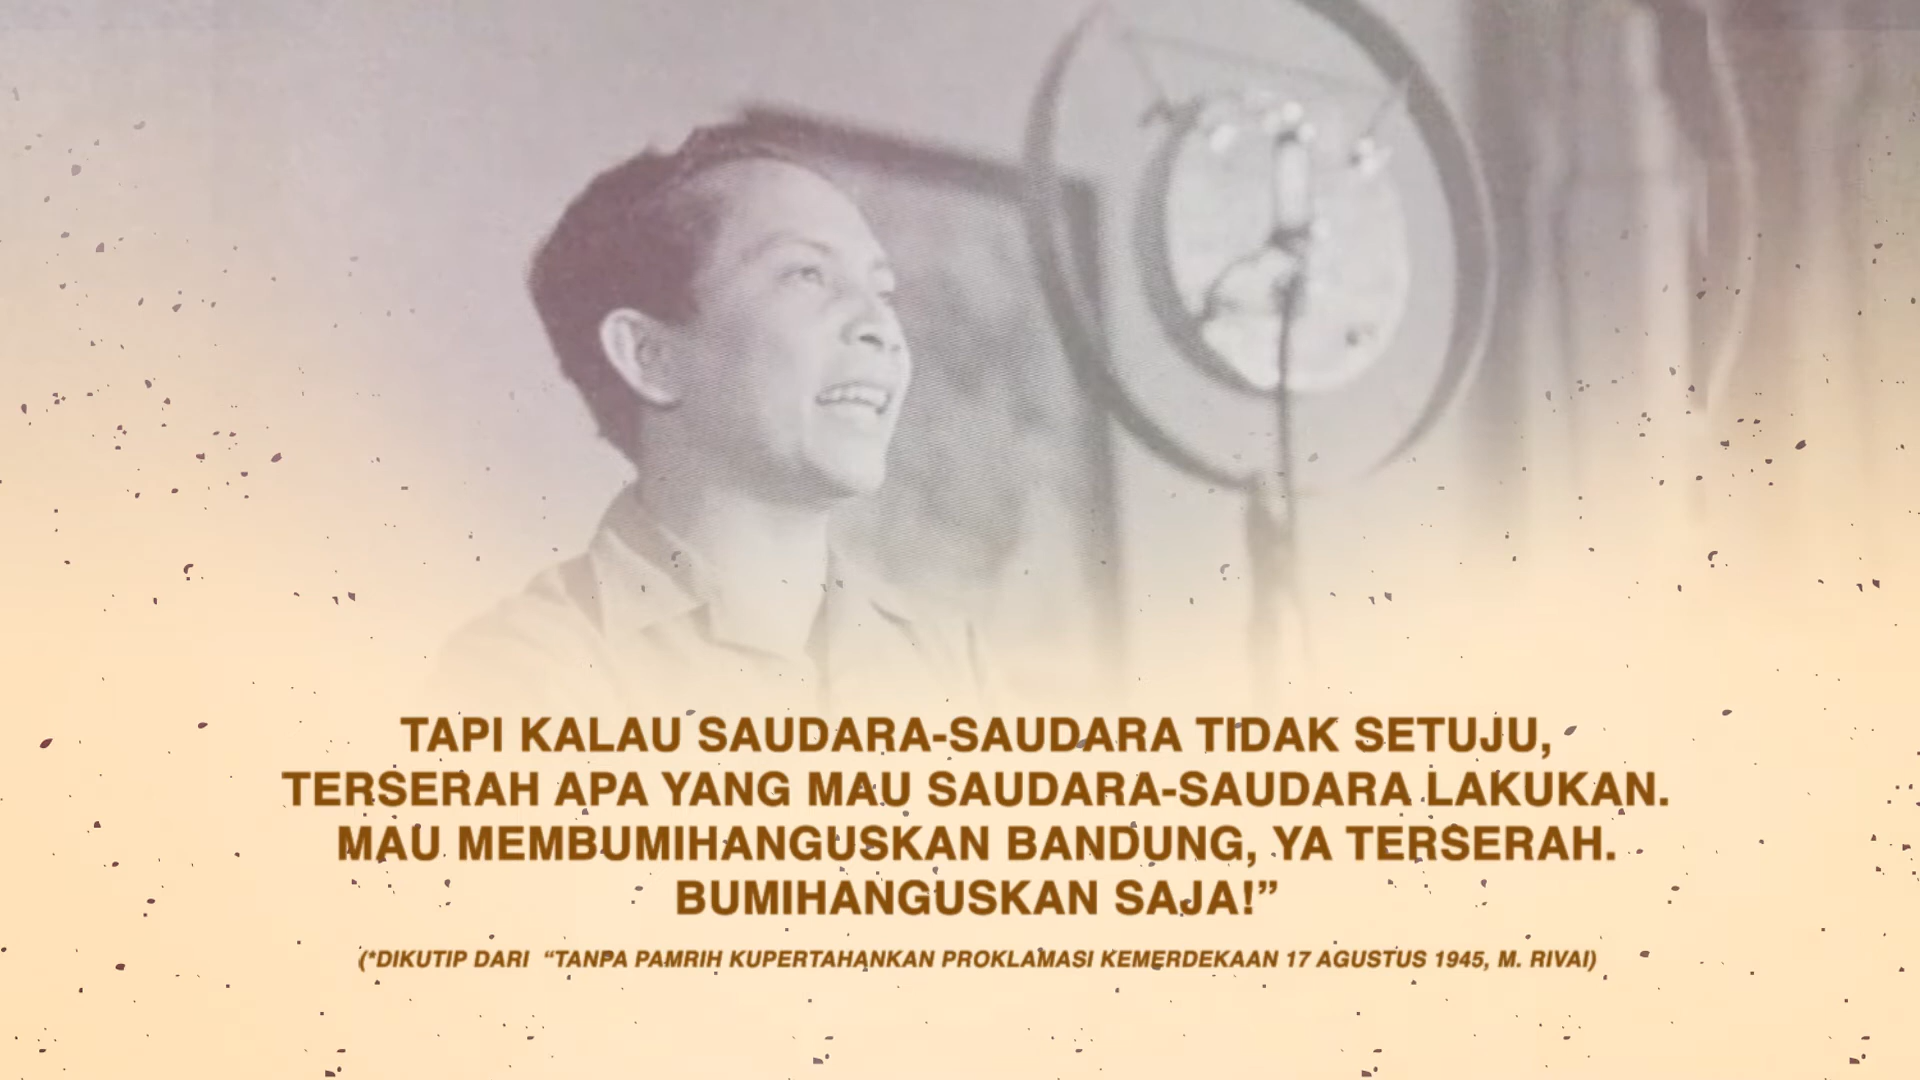 TAPI KALAU SAUDARA-SAUDARA TIDAK SETUJU,
TERSERAH APA YANG MAU SAUDARA-SAUDARA LAKUKAN.
MAU MEMBUMIHANGUSKAN BANDUNG, YA TERSERAH.
BUMIHANGUSKAN SAJA!”
(*DIKUTIP DARI “TANPA PAMRIH KUPERTAHANKAN PROKLAMASI KEMERDEKAAN 17 AGUSTUS 1945, M. RIVAI)